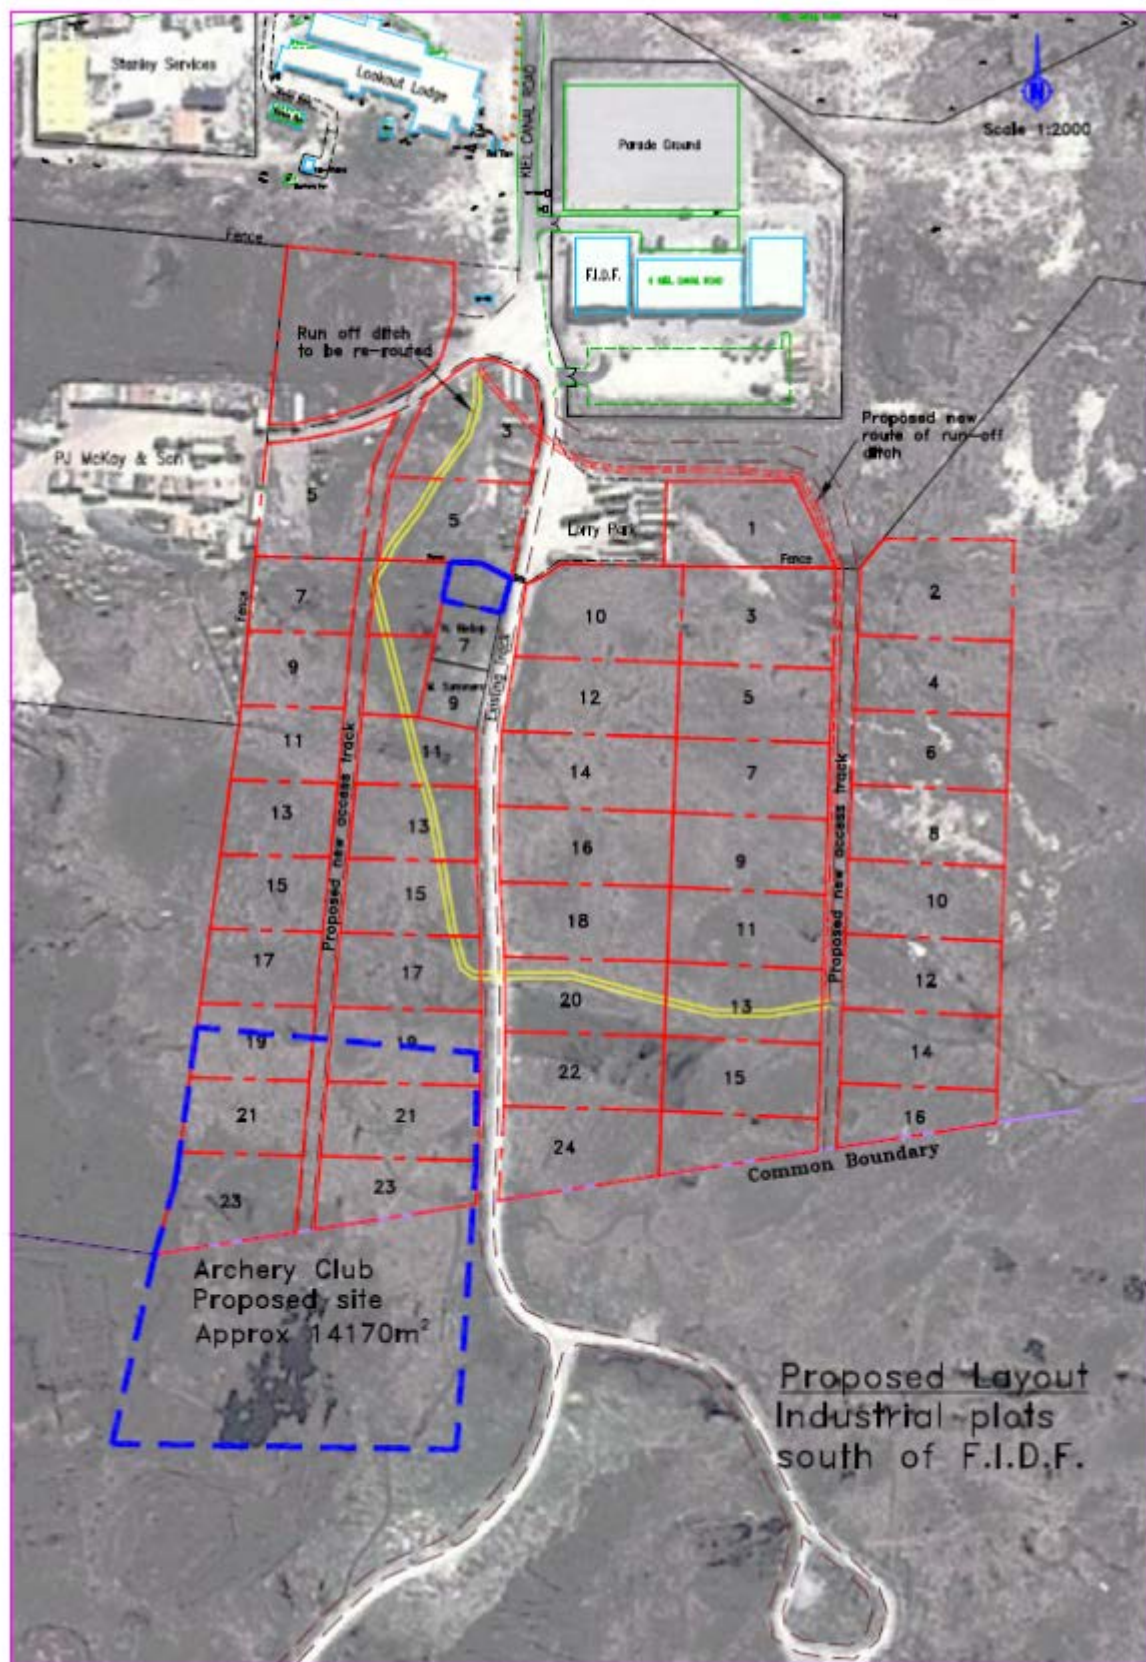 Stanley Services
Lookout Lodge
KIEL CANAL ROAD
Parade Ground
N
Scale 1:2000
Fence
F.I.D.F.
6 KIEL CANAL ROAD
Run off ditch
to be re-routed
3
Proposed new
route of run-off
ditch
PJ McKay & Son
5
5
Lorry Park
1
Fence
2
7
Fence
10
3
7
9
12
5
4
W. Summers
9
Existing Track
11
11
14
7
6
Proposed new access track
Proposed new access track
13
13
16
9
8
15
15
18
11
10
17
17
20
13
12
19
19
22
15
14
21
21
24
16
23
23
Common Boundary
Archery Club
Proposed site
Approx 14170m²
Proposed Layout
Industrial plots
south of F.I.D.F.